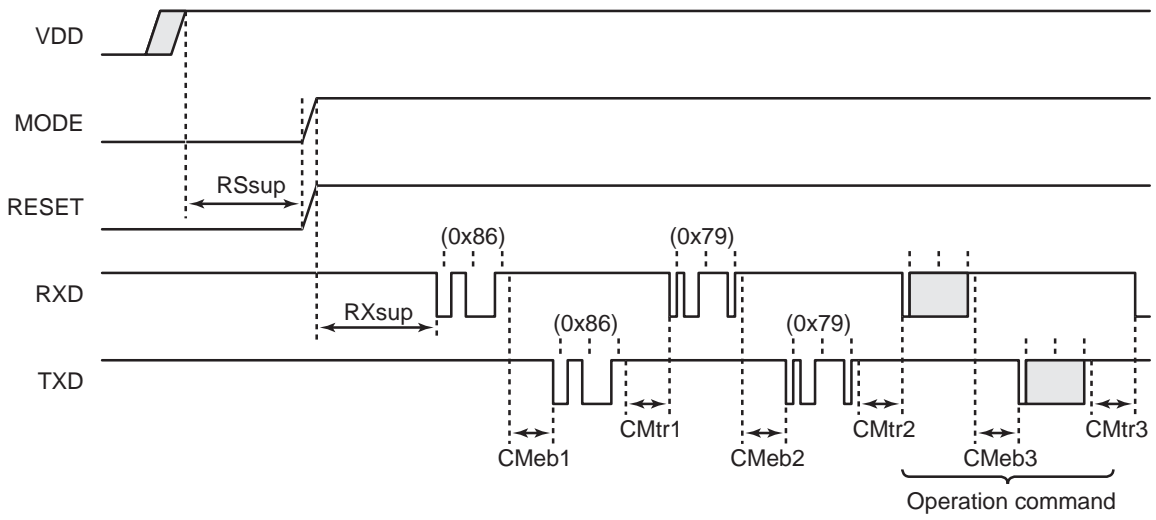 VDD
MODE
RSsup
RESET
(0x86)
(0x79)
RXD
RXsup
(0x86)
(0x79)
TXD
CMtr1
CMtr2
CMtr3
CMeb1
CMeb2
CMeb3
Operation command